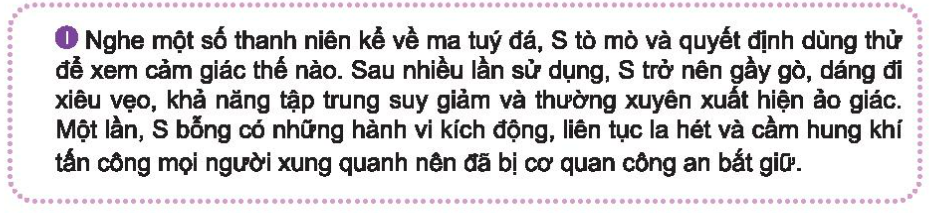 1 Nghe một số thanh niên kể về ma tuý đá, S tò mò và quyết định dùng thử
để xem cảm giác thế nào. Sau nhiều lần sử dụng, S trở nên gầy gò, dáng đi
xiêu vẹo, khả năng tập trung suy giảm và thường xuyên xuất hiện ảo giác.
Một lần, S bỗng có những hành vi kích động, liên tục la hét và cầm hung khí
tấn công mọi người xung quanh nên đã bị cơ quan công an bắt giữ.